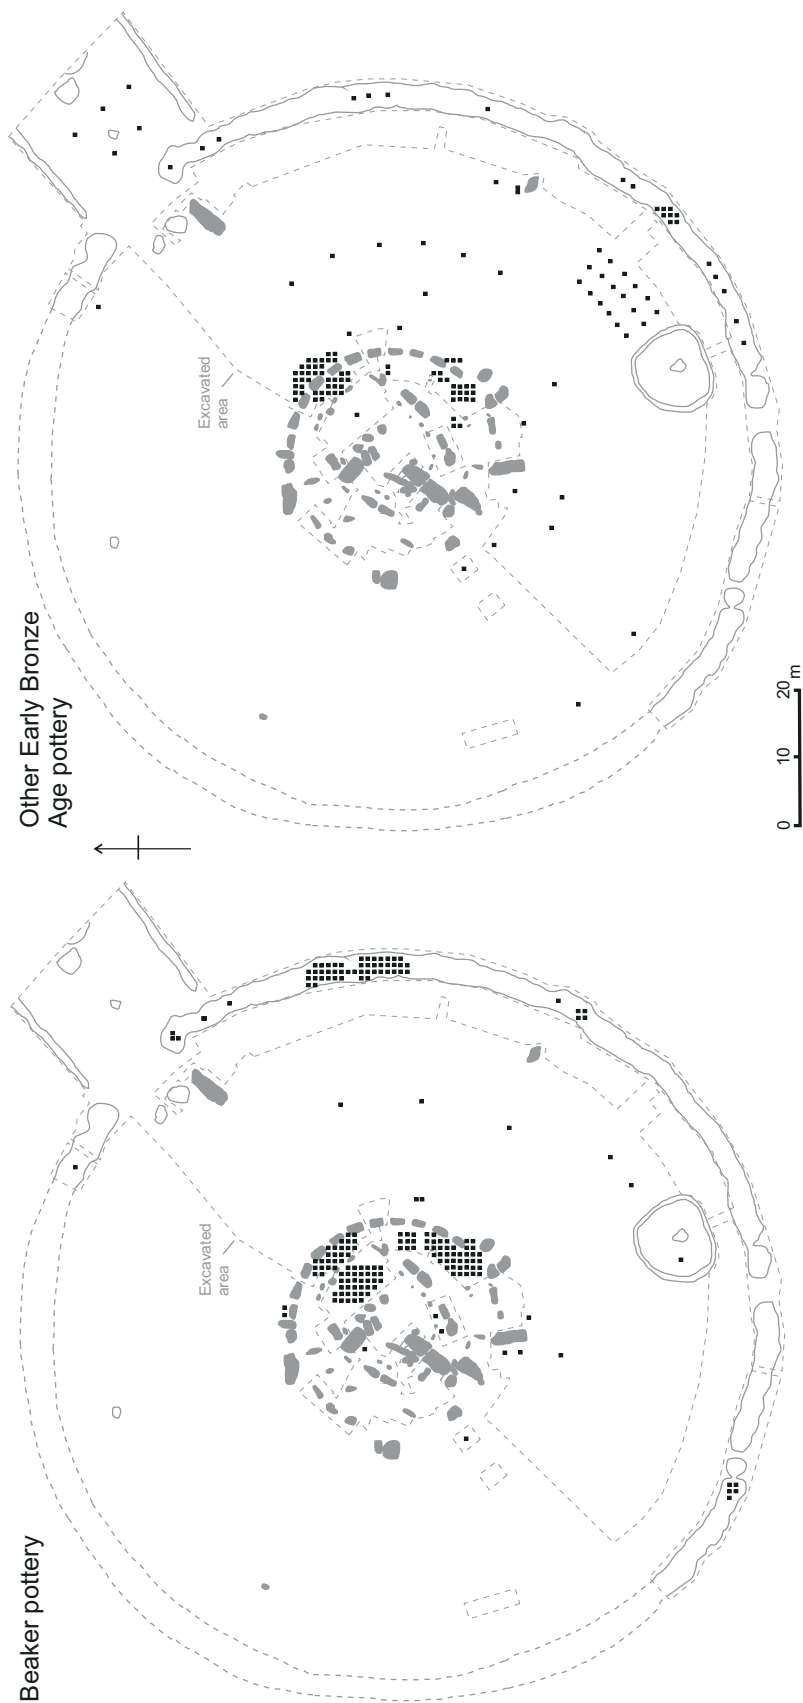 Beaker pottery
Excavated
area
Other Early Bronze
Age pottery
Excavated
area
0 10 20 m